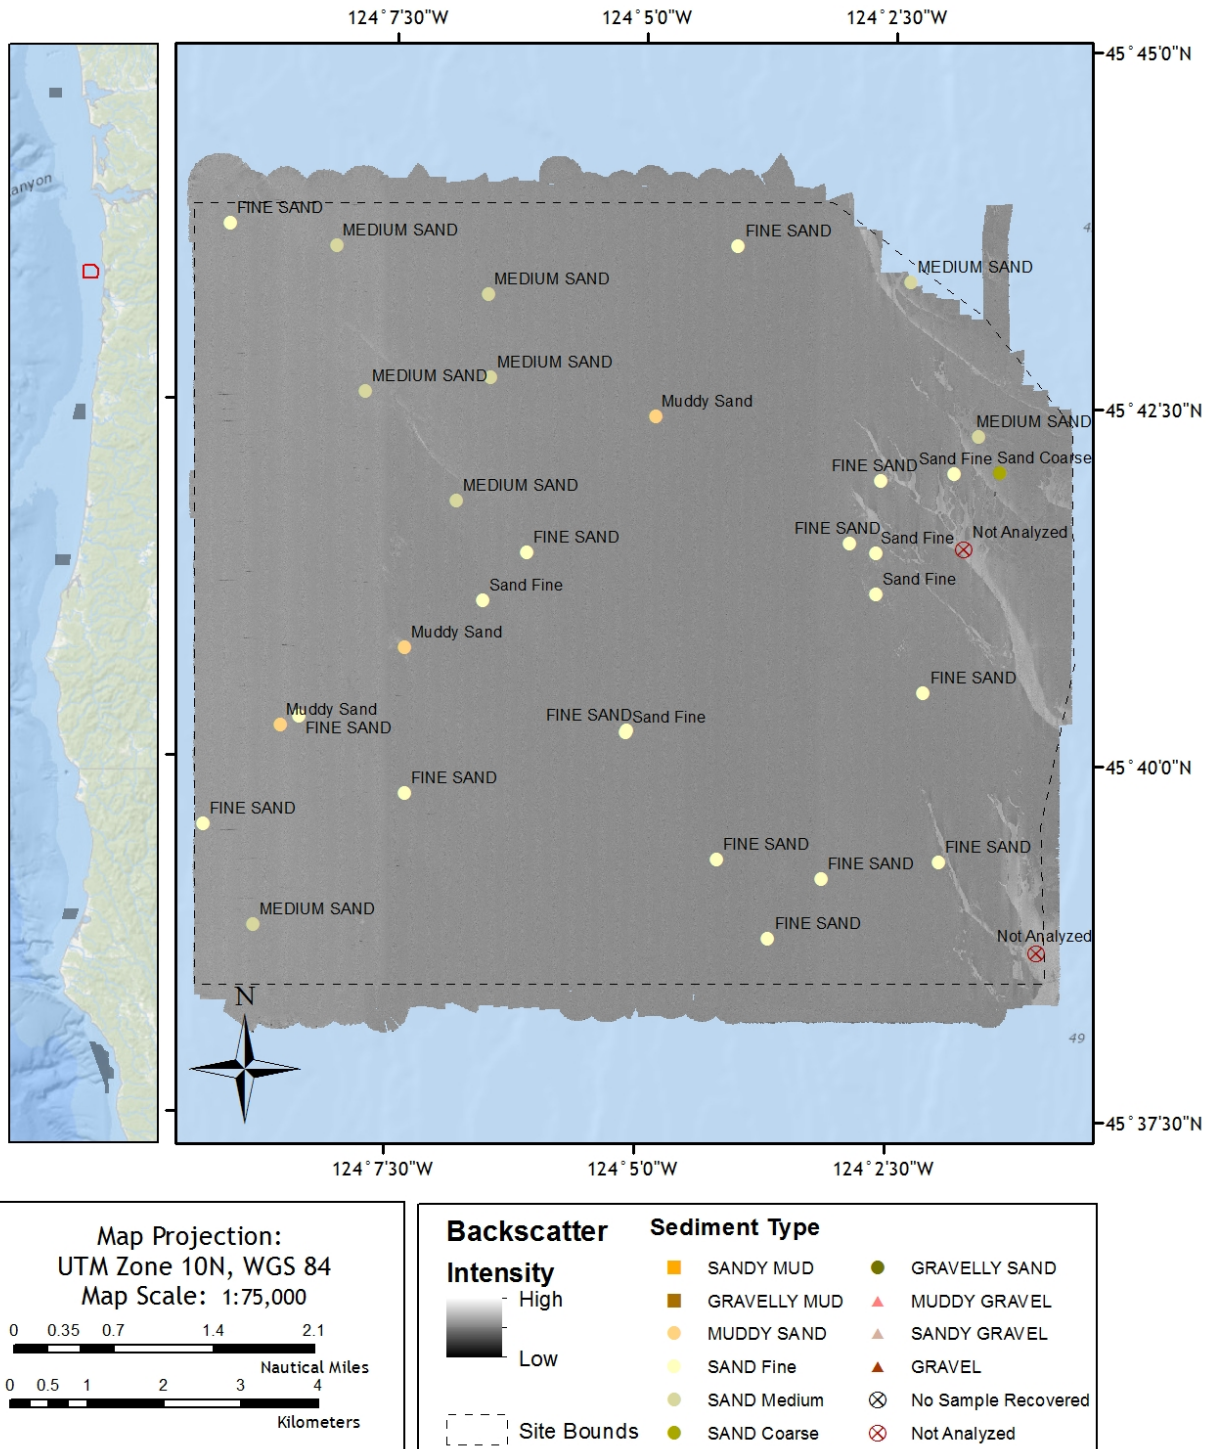 124°7'30"W 124°5'0"W 124°2'30"W
45°45'0"N
anyon
FINE SAND
MEDIUM SAND
FINE SAND
4
MEDIUM SAND
MEDIUM SAND
MEDIUM SAND
MEDIUM SAND
Muddy Sand
45°42'30"N
MEDIUM SAND
FINE SAND Sand Fine Sand Coarse
MEDIUM SAND
FINE SAND
Not Analyzed
FINE SAND
Sand Fine
Sand Fine
Sand Fine
Muddy Sand
FINE SAND
Muddy Sand
FINE SAND
FINE SAND Sand Fine
45°40'0"N
FINE SAND
FINE SAND
FINE SAND
FINE SAND
FINE SAND
MEDIUM SAND
FINE SAND
Not Analyzed
N
49
45°37'30"N
124°7'30"W 124°5'0"W 124°2'30"W
Map Projection:
UTM Zone 10N, WGS 84
Map Scale: 1:75,000
0 0.35 0.7 1.4 2.1
Nautical Miles
0 0.5 1 2 3 4
Kilometers
Backscatter
Intensity
High
Low
Site Bounds
Sediment Type
SANDY MUD
GRAVELLY MUD
MUDDY SAND
SAND Fine
SAND Medium
SAND Coarse
GRAVELLY SAND
MUDDY GRAVEL
SANDY GRAVEL
GRAVEL
No Sample Recovered
Not Analyzed